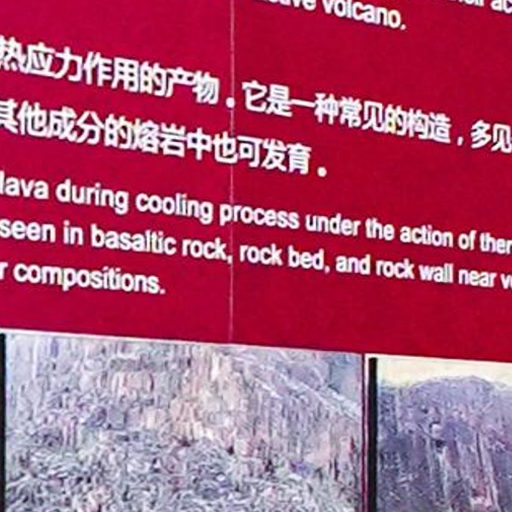 volcano.
热应力作用的产物。它是一种常见的构造，多见
其他成分的熔岩中也可发育。
lava during cooling process under the action of
seen in basaltic rock, rock bed, and rock wall near
compositions.